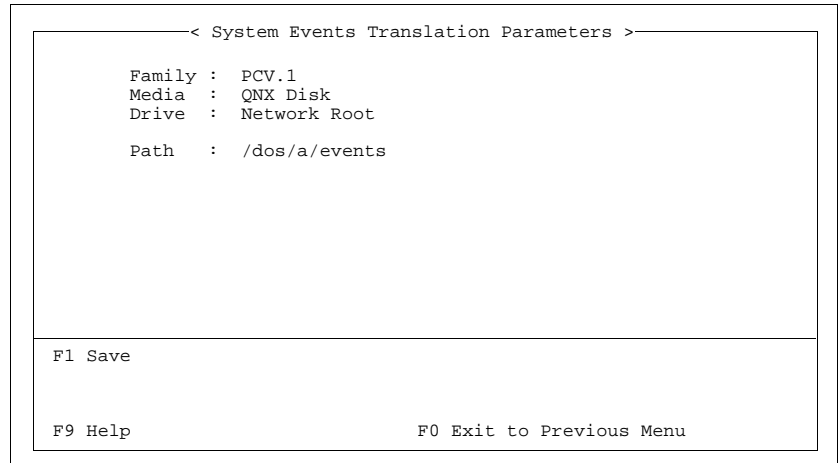 < System Events Translation Parameters >
Family : PCV.1
Media : QNX Disk
Drive : Network Root
Path : /dos/a/events
F1 Save
F9 Help F0 Exit to Previous Menu